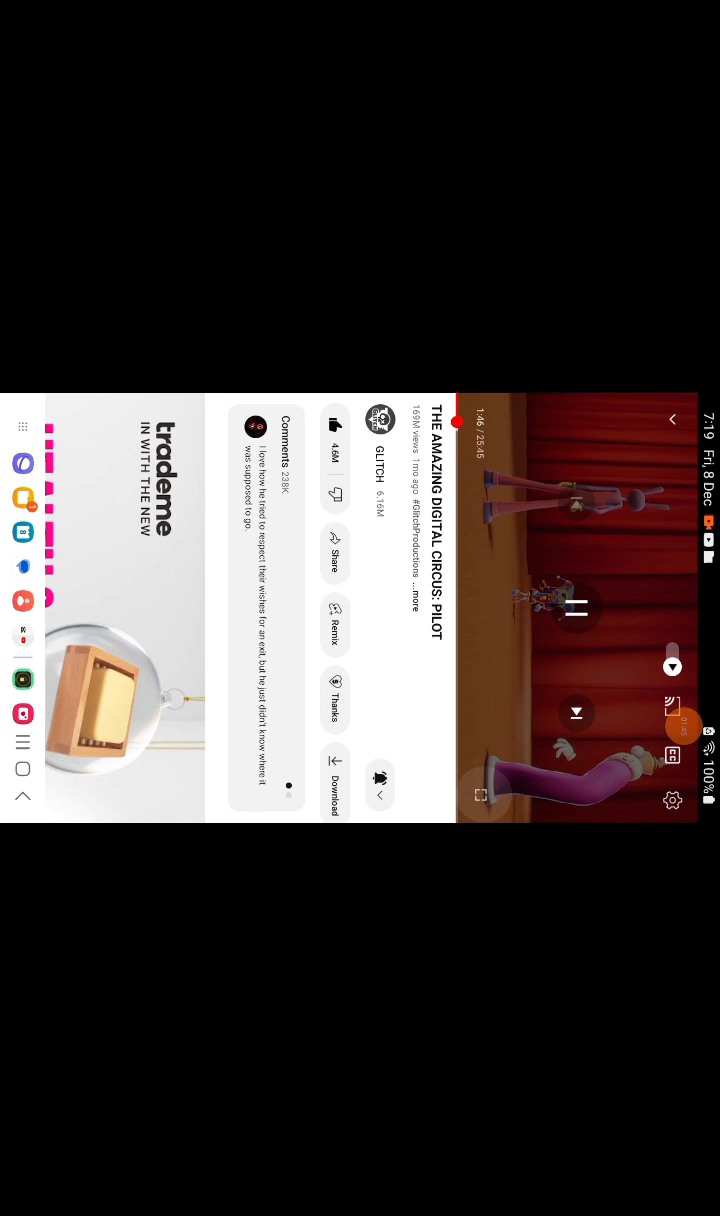 7:19 Fri, 8 Dec
100%
01:45
1:46 / 25:45
THE AMAZING DIGITAL CIRCUS: PILOT
169M views 1mo ago #GlitchProductions ...more
GLITCH 6.16M
4.6M
Share
Remix
Thanks
Download
Comments 238K
I love how he tried to respect their wishes for an exit, but he just didn't know where it
was supposed to go.
trademe
IN WITH THE NEW